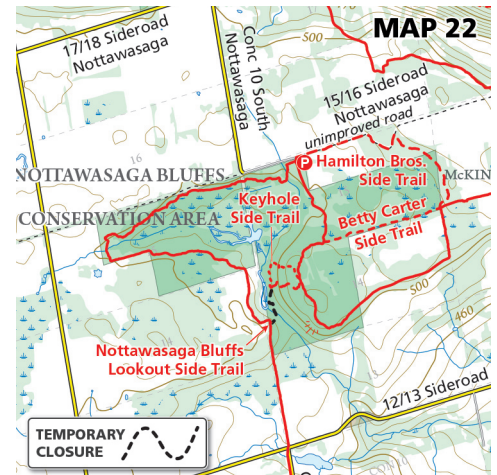 MAP 22
17/18 Sideroad
Nottawasaga
500
Conc 10 South
Nottawasaga
15/16 Sideroad
Nottawasaga
unimproved road
16
P
Hamilton Bros.
Side Trail
NOTTAWASAGA BLUFFS
CONSERVATION AREA
Keyhole
Side Trail
McKIN
Betty Carter
Side Trail
500
460
Nottawasaga Bluffs
Lookout Side Trail
12/13 Sideroad
TEMPORARY
CLOSURE